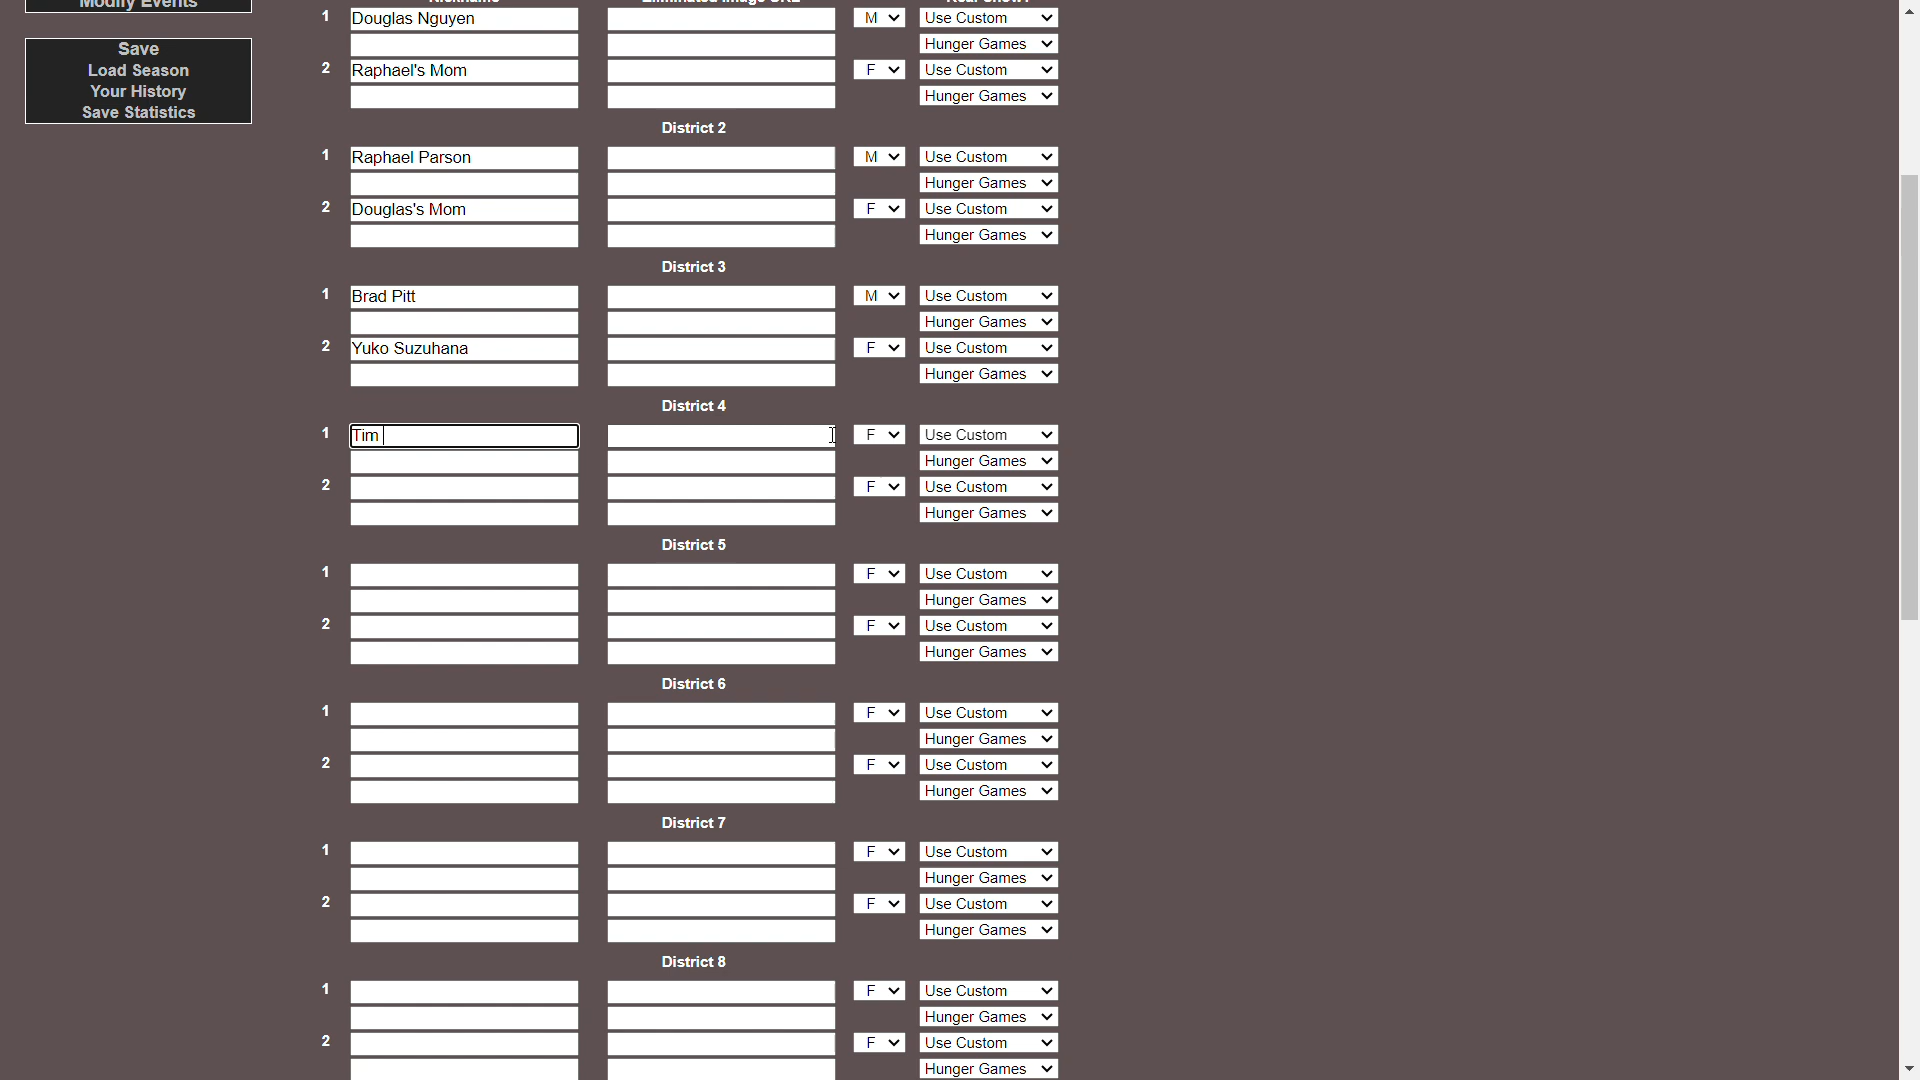 Modify Events
Save
Load Season
Your History
Save Statistics
1 Douglas Nguyen M Use Custom
Hunger Games
2 Raphael's Mom F Use Custom
Hunger Games
District 2
1 Raphael Parson M Use Custom
Hunger Games
2 Douglas's Mom F Use Custom
Hunger Games
District 3
1 Brad Pitt M Use Custom
Hunger Games
2 Yuko Suzuhana F Use Custom
Hunger Games
District 4
1 Tim F Use Custom
Hunger Games
2 F Use Custom
Hunger Games
District 5
1 F Use Custom
Hunger Games
2 F Use Custom
Hunger Games
District 6
1 F Use Custom
Hunger Games
2 F Use Custom
Hunger Games
District 7
1 F Use Custom
Hunger Games
2 F Use Custom
Hunger Games
District 8
1 F Use Custom
Hunger Games
2 F Use Custom
Hunger Games